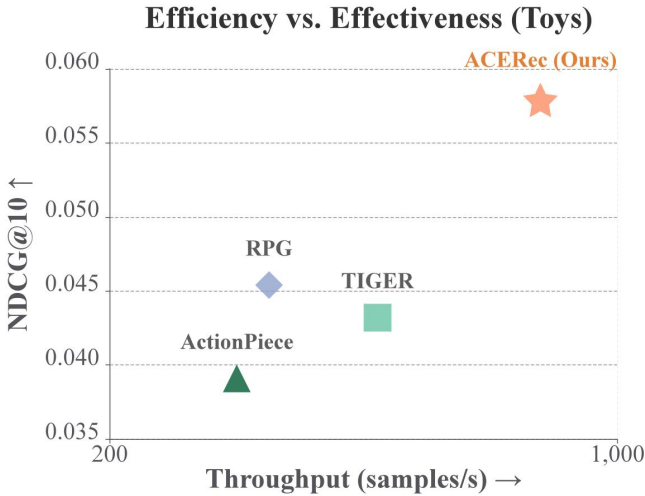 Efficiency vs. Effectiveness (Toys)
ACERec (Ours)
0.060
0.055
0.050
0.045
0.040
0.035
NDCG@10 ↑
RPG
TIGER
ActionPiece
200
1,000
Throughput (samples/s) →